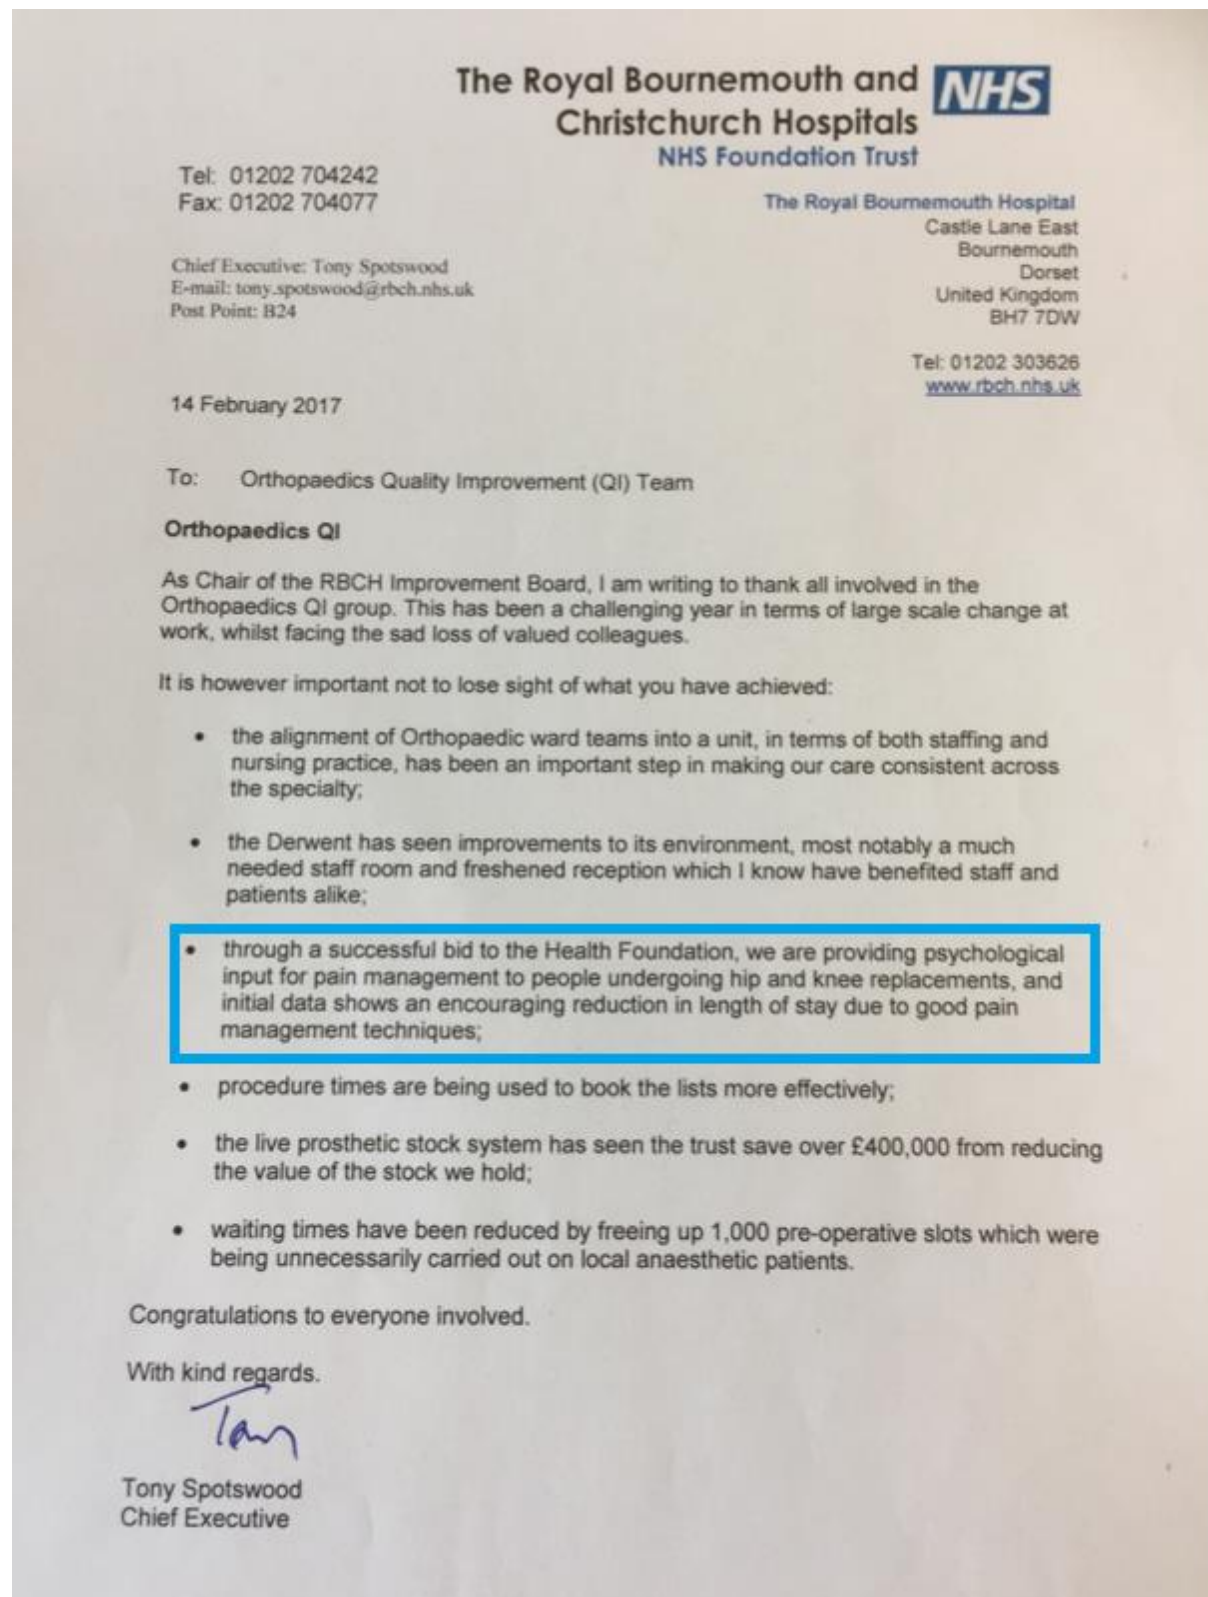 The Royal Bournemouth and
Christchurch Hospitals
NHS Foundation Trust
NHS
Tel: 01202 704242
Fax: 01202 704077
Chief Executive: Tony Spotswood
E-mail: tony.spotswood@rbch.nhs.uk
Post Point: B24
The Royal Bournemouth Hospital
Castle Lane East
Bournemouth
Dorset
United Kingdom
BH7 7DW
Tel: 01202 303626
www.rbch.nhs.uk
14 February 2017
To: Orthopaedics Quality Improvement (QI) Team
Orthopaedics QI
As Chair of the RBCH Improvement Board, I am writing to thank all involved in the
Orthopaedics QI group. This has been a challenging year in terms of large scale change at
work, whilst facing the sad loss of valued colleagues.
It is however important not to lose sight of what you have achieved:
• the alignment of Orthopaedic ward teams into a unit, in terms of both staffing and
nursing practice, has been an important step in making our care consistent across
the specialty;
• the Derwent has seen improvements to its environment, most notably a much
needed staff room and freshened reception which I know have benefited staff and
patients alike;
• through a successful bid to the Health Foundation, we are providing psychological
input for pain management to people undergoing hip and knee replacements, and
initial data shows an encouraging reduction in length of stay due to good pain
management techniques;
• procedure times are being used to book the lists more effectively;
• the live prosthetic stock system has seen the trust save over £400,000 from reducing
the value of the stock we hold;
• waiting times have been reduced by freeing up 1,000 pre-operative slots which were
being unnecessarily carried out on local anaesthetic patients.
Congratulations to everyone involved.
With kind regards.
Tony
Tony Spotswood
Chief Executive